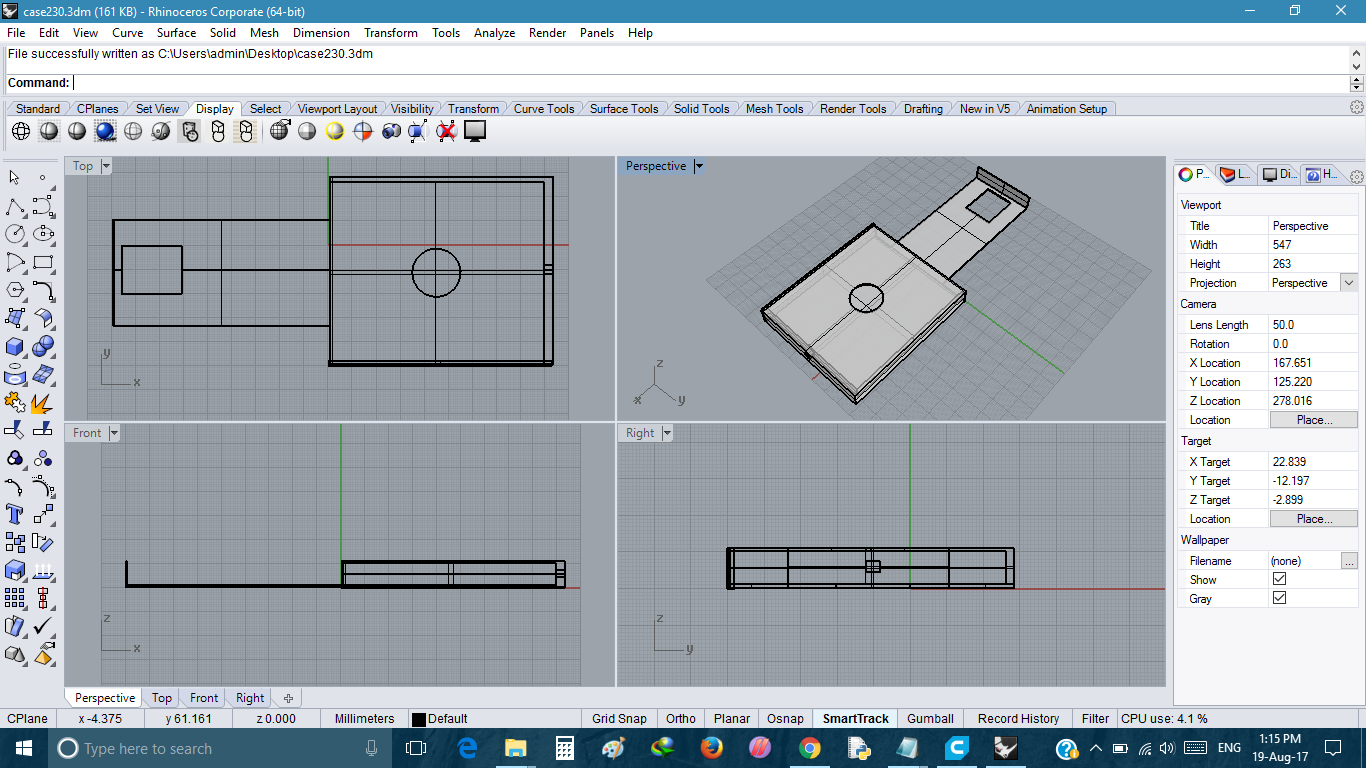 case230.3dm (161 KB) - Rhinoceros Corporate (64-bit)
File Edit View Curve Surface Solid Mesh Dimension Transform Tools Analyze Render Panels Help
File successfully written as C:\Users\admin\Desktop\case230.3dm
Command:
Standard CPlanes Set View Display Select Viewport Layout Visibility Transform Curve Tools Surface Tools Solid Tools Mesh Tools Render Tools Drafting New in V5 Animation Setup
Top
y
x
Perspective
z
x
y
Front
z
x
Right
z
y
P... L... Di... H...
Viewport
Title Perspective
Width 547
Height 263
Projection Perspective
Camera
Lens Length 50.0
Rotation 0.0
X Location 167.651
Y Location 125.220
Z Location 278.016
Location Place...
Target
X Target 22.839
Y Target -12.197
Z Target -2.899
Location Place...
Wallpaper
Filename (none) ...
Show
Gray
Perspective Top Front Right
CPlane x -4.375 y 61.161 z 0.000 Millimeters Default Grid Snap Ortho Planar Osnap SmartTrack Gumball Record History Filter CPU use: 4.1 %
Type here to search
ENG
1:15 PM
19-Aug-17